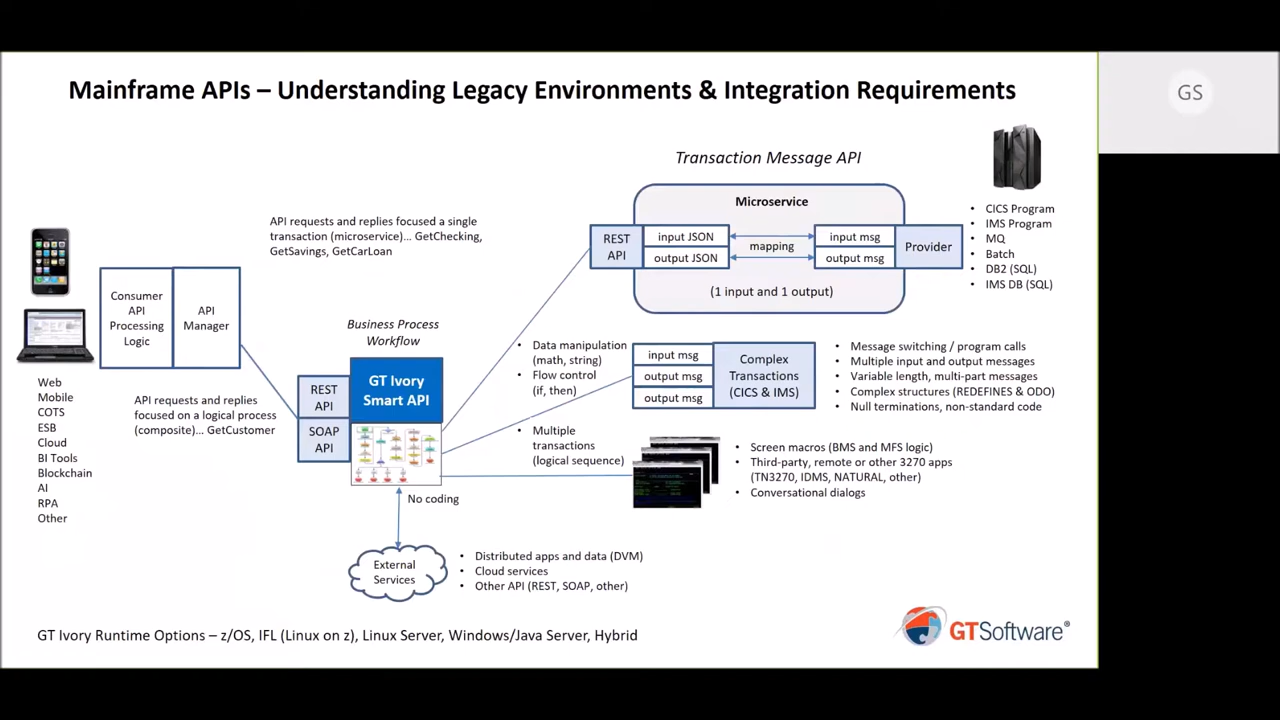 Mainframe APIs – Understanding Legacy Environments & Integration Requirements
GS
Transaction Message API
Microservice
REST
API
input JSON
output JSON
mapping
input msg
output msg
Provider
(1 input and 1 output)
• CICS Program
• IMS Program
• MQ
• Batch
• DB2 (SQL)
• IMS DB (SQL)
API requests and replies focused a single
transaction (microservice)... GetChecking,
GetSavings, GetCarLoan
Consumer
API
Processing
Logic
API
Manager
Web
Mobile
COTS
ESB
Cloud
BI Tools
Blockchain
AI
RPA
Other
API requests and replies
focused on a logical process
(composite)... GetCustomer
Business Process
Workflow
REST
API
SOAP
API
GT Ivory
Smart API
No coding
• Data manipulation
(math, string)
• Flow control
(if, then)
• Multiple
transactions
(logical sequence)
input msg
output msg
output msg
Complex
Transactions
(CICS & IMS)
• Message switching / program calls
• Multiple input and output messages
• Variable length, multi-part messages
• Complex structures (REDEFINES & ODO)
• Null terminations, non-standard code
• Screen macros (BMS and MFS logic)
• Third-party, remote or other 3270 apps
(TN3270, IDMS, NATURAL, other)
• Conversational dialogs
External
Services
• Distributed apps and data (DVM)
• Cloud services
• Other API (REST, SOAP, other)
GT Ivory Runtime Options – z/OS, IFL (Linux on z), Linux Server, Windows/Java Server, Hybrid
GTSoftware®